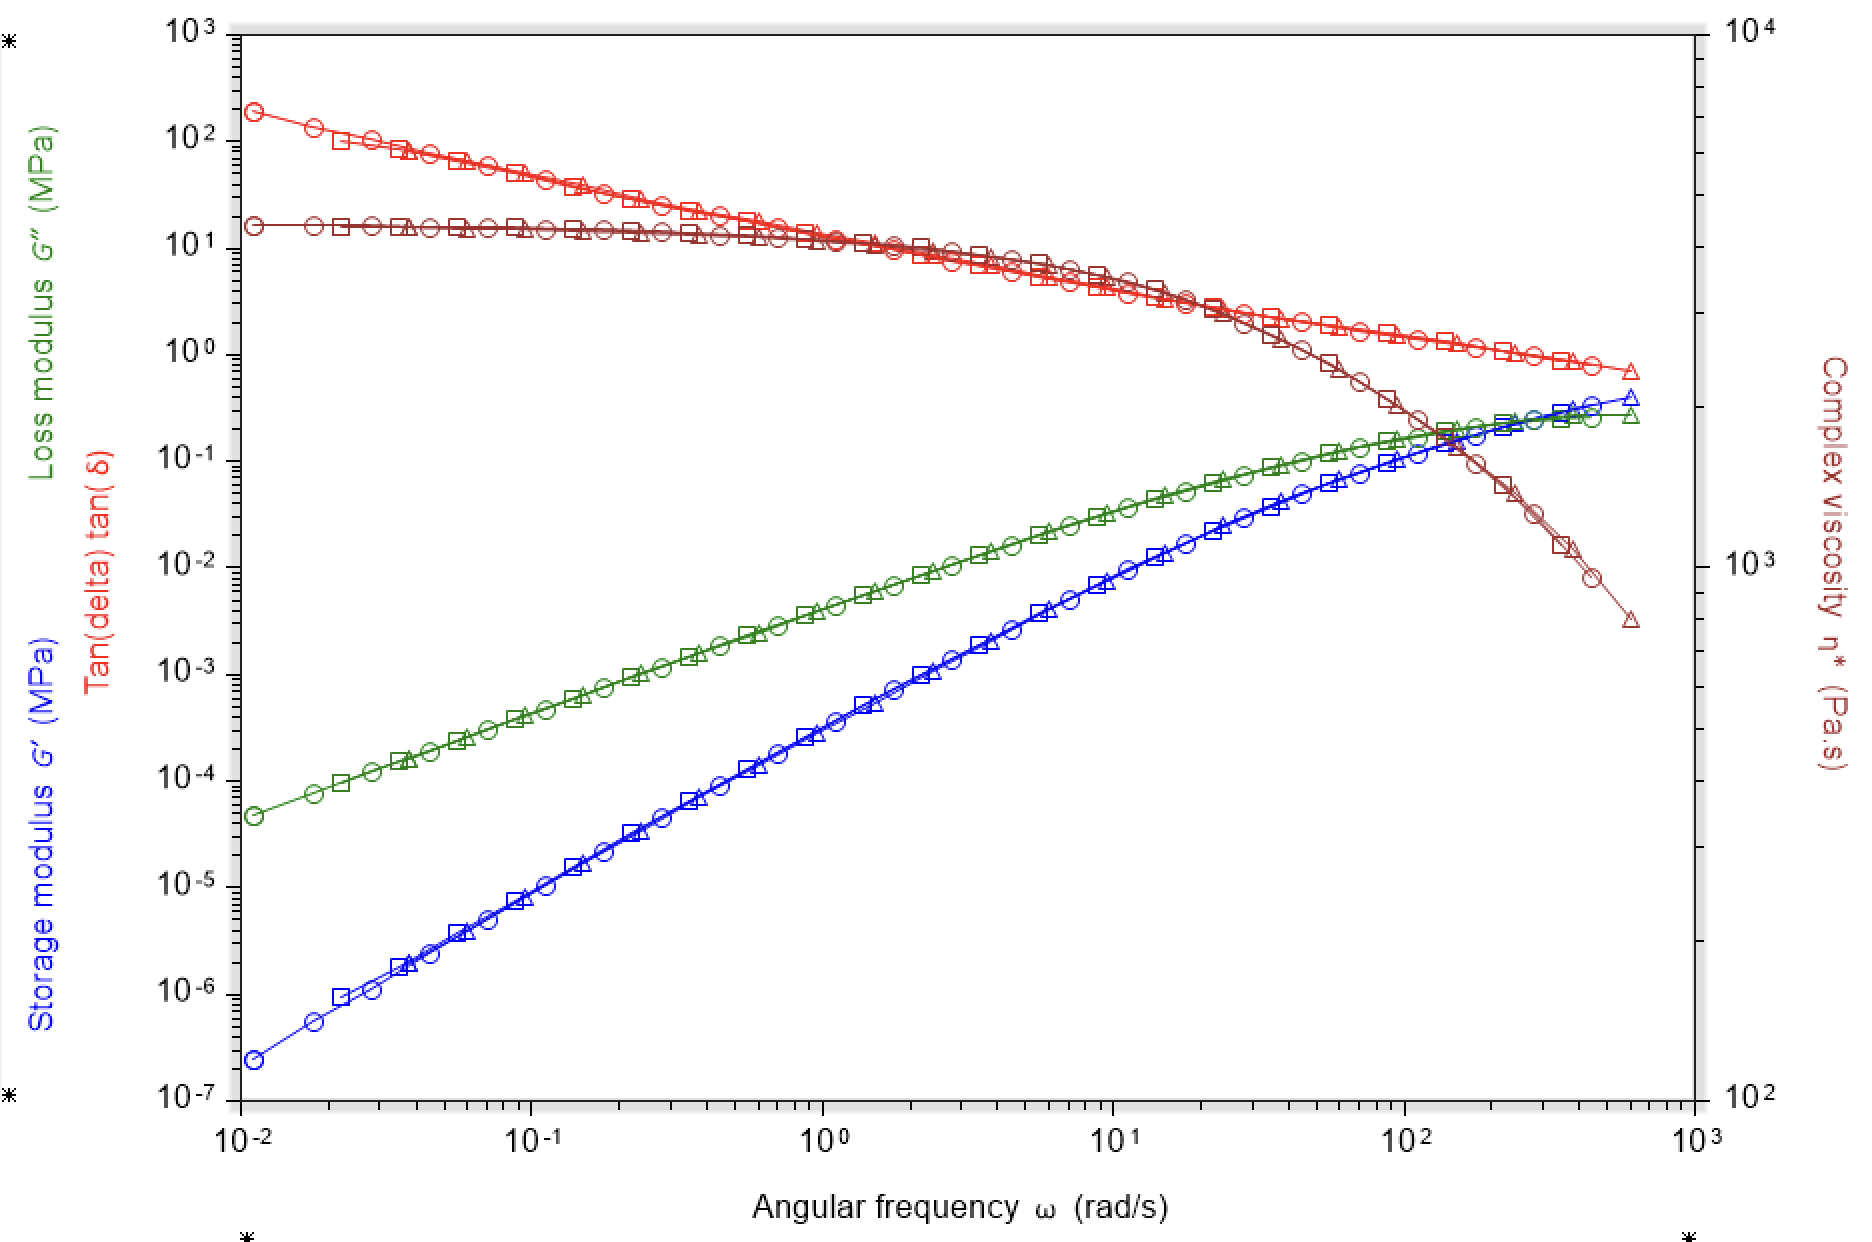 *
Loss modulus G″ (MPa)
Tan(delta) tan( δ)
Storage modulus G′ (MPa)
*
10³
10²
10¹
10⁰
10⁻¹
10⁻²
10⁻³
10⁻⁴
10⁻⁵
10⁻⁶
10⁻⁷
10⁴
10³
10²
Complex viscosity η* (Pa.s)
10⁻² 10⁻¹ 10⁰ 10¹ 10² 10³
Angular frequency ω (rad/s)
* *